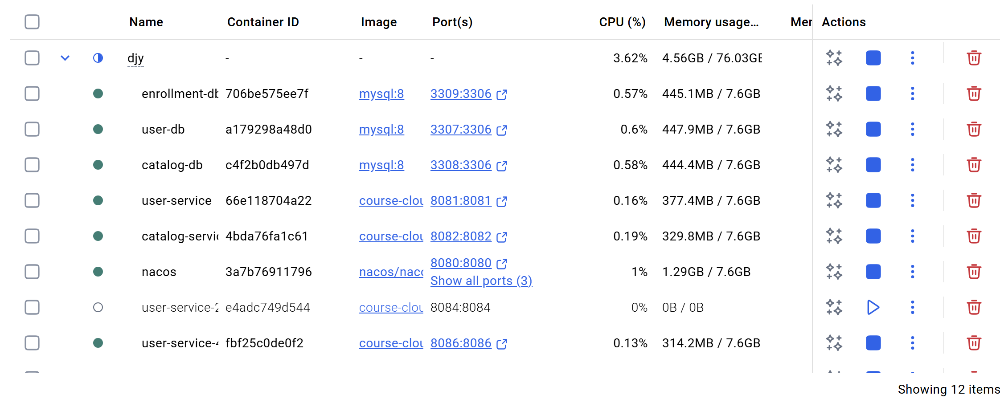 Name Container ID Image Port(s) CPU (%) Memory usage... Mer Actions
djy - - - 3.62% 4.56GB / 76.03GB
enrollment-db 706be575ee7f mysql:8 3309:3306 0.57% 445.1MB / 7.6GB
user-db a179298a48d0 mysql:8 3307:3306 0.6% 447.9MB / 7.6GB
catalog-db c4f2b0db497d mysql:8 3308:3306 0.58% 444.4MB / 7.6GB
user-service 66e118704a22 course-clou 8081:8081 0.16% 377.4MB / 7.6GB
catalog-servic 4bda76fa1c61 course-clou 8082:8082 0.19% 329.8MB / 7.6GB
nacos 3a7b76911796 nacos/naco 8080:8080 1% 1.29GB / 7.6GB
Show all ports (3)
user-service-2 e4adc749d544 course-clou 8084:8084 0% 0B / 0B
user-service-4 fbf25c0de0f2 course-clou 8086:8086 0.13% 314.2MB / 7.6GB
Showing 12 items